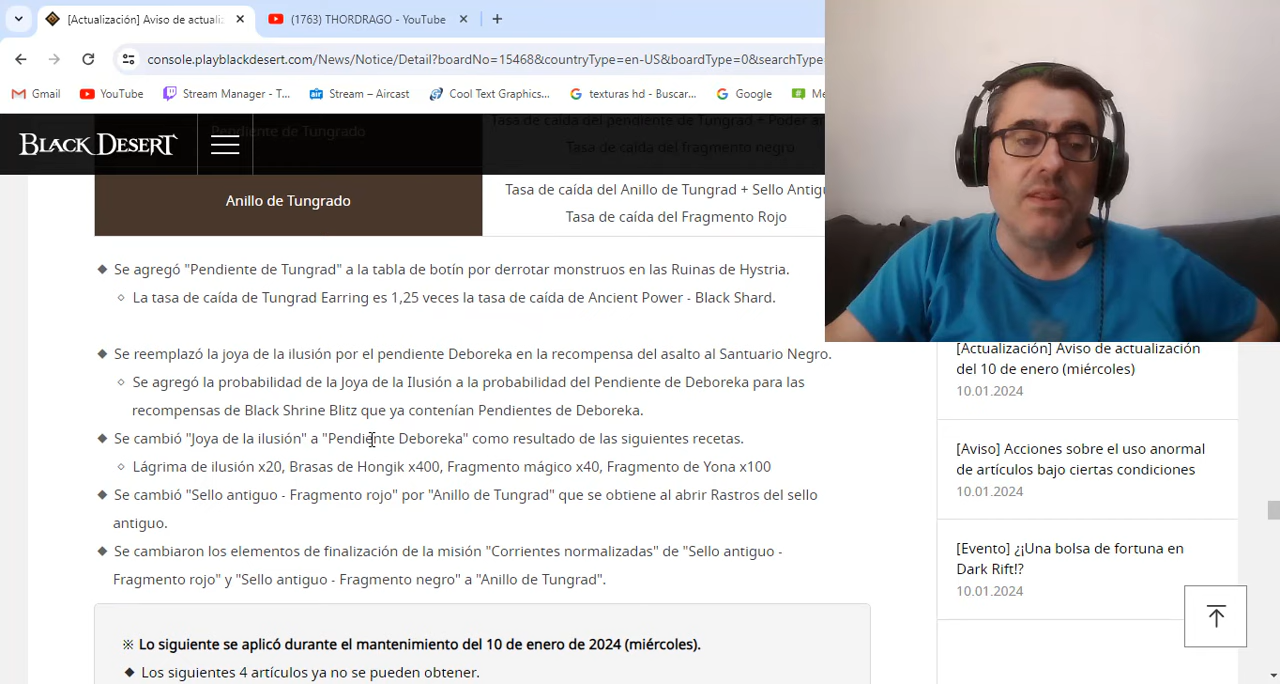 [Actualización] Aviso de actuali
(1763) THORDRAGO - YouTube
console.playblackdesert.com/News/Notice/Detail?boardNo=15468&countryType=en-US&boardType=0&searchType
Gmail
YouTube
Stream Manager - T...
Stream – Aircast
Cool Text Graphics...
texturas hd - Buscar...
Google
Me
BLACK DESERT
Pendiente de Tungrado
Tasa de caída del pendiente de Tungrad + Poder a
Tasa de caída del fragmento negro
Anillo de Tungrado
Tasa de caída del Anillo de Tungrad + Sello Antigu
Tasa de caída del Fragmento Rojo
Se agregó "Pendiente de Tungrad" a la tabla de botín por derrotar monstruos en las Ruinas de Hystria.
La tasa de caída de Tungrad Earring es 1,25 veces la tasa de caída de Ancient Power - Black Shard.
Se reemplazó la joya de la ilusión por el pendiente Deboreka en la recompensa del asalto al Santuario Negro.
Se agregó la probabilidad de la Joya de la Ilusión a la probabilidad del Pendiente de Deboreka para las
recompensas de Black Shrine Blitz que ya contenían Pendientes de Deboreka.
Se cambió "Joya de la ilusión" a "Pendiente Deboreka" como resultado de las siguientes recetas.
Lágrima de ilusión x20, Brasas de Hongik x400, Fragmento mágico x40, Fragmento de Yona x100
Se cambió "Sello antiguo - Fragmento rojo" por "Anillo de Tungrad" que se obtiene al abrir Rastros del sello
antiguo.
Se cambiaron los elementos de finalización de la misión "Corrientes normalizadas" de "Sello antiguo -
Fragmento rojo" y "Sello antiguo - Fragmento negro" a "Anillo de Tungrad".
※ Lo siguiente se aplicó durante el mantenimiento del 10 de enero de 2024 (miércoles).
Los siguientes 4 artículos ya no se pueden obtener.
[Actualización] Aviso de actualización
del 10 de enero (miércoles)
10.01.2024
[Aviso] Acciones sobre el uso anormal
de artículos bajo ciertas condiciones
10.01.2024
[Evento] ¿¡Una bolsa de fortuna en
Dark Rift!?
10.01.2024